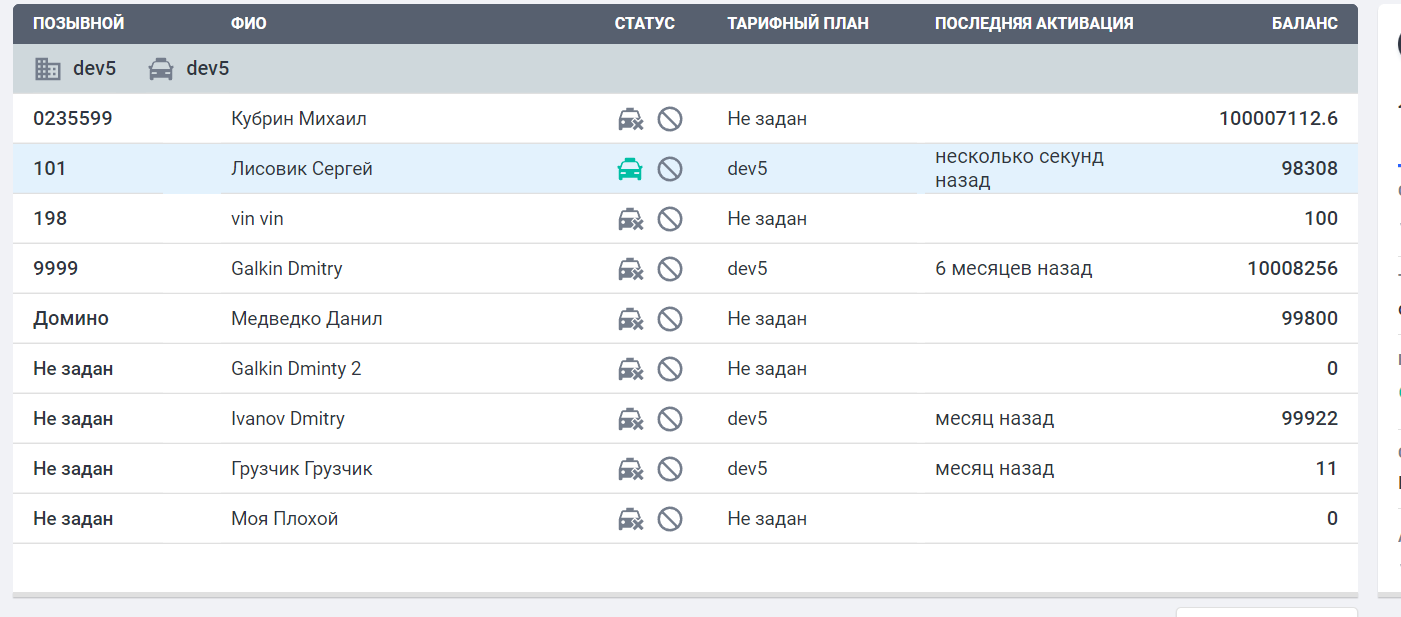 ПОЗЫВНОЙ ФИО СТАТУС ТАРИФНЫЙ ПЛАН ПОСЛЕДНЯЯ АКТИВАЦИЯ БАЛАНС
dev5 dev5
0235599 Кубрин Михаил Не задан 100007112.6
101 Лисовик Сергей dev5 несколько секунд назад 98308
198 vin vin Не задан 100
9999 Galkin Dmitry dev5 6 месяцев назад 10008256
Домино Медведко Данил Не задан 99800
Не задан Galkin Dminty 2 Не задан 0
Не задан Ivanov Dmitry dev5 месяц назад 99922
Не задан Грузчик Грузчик dev5 месяц назад 11
Не задан Моя Плохой Не задан 0